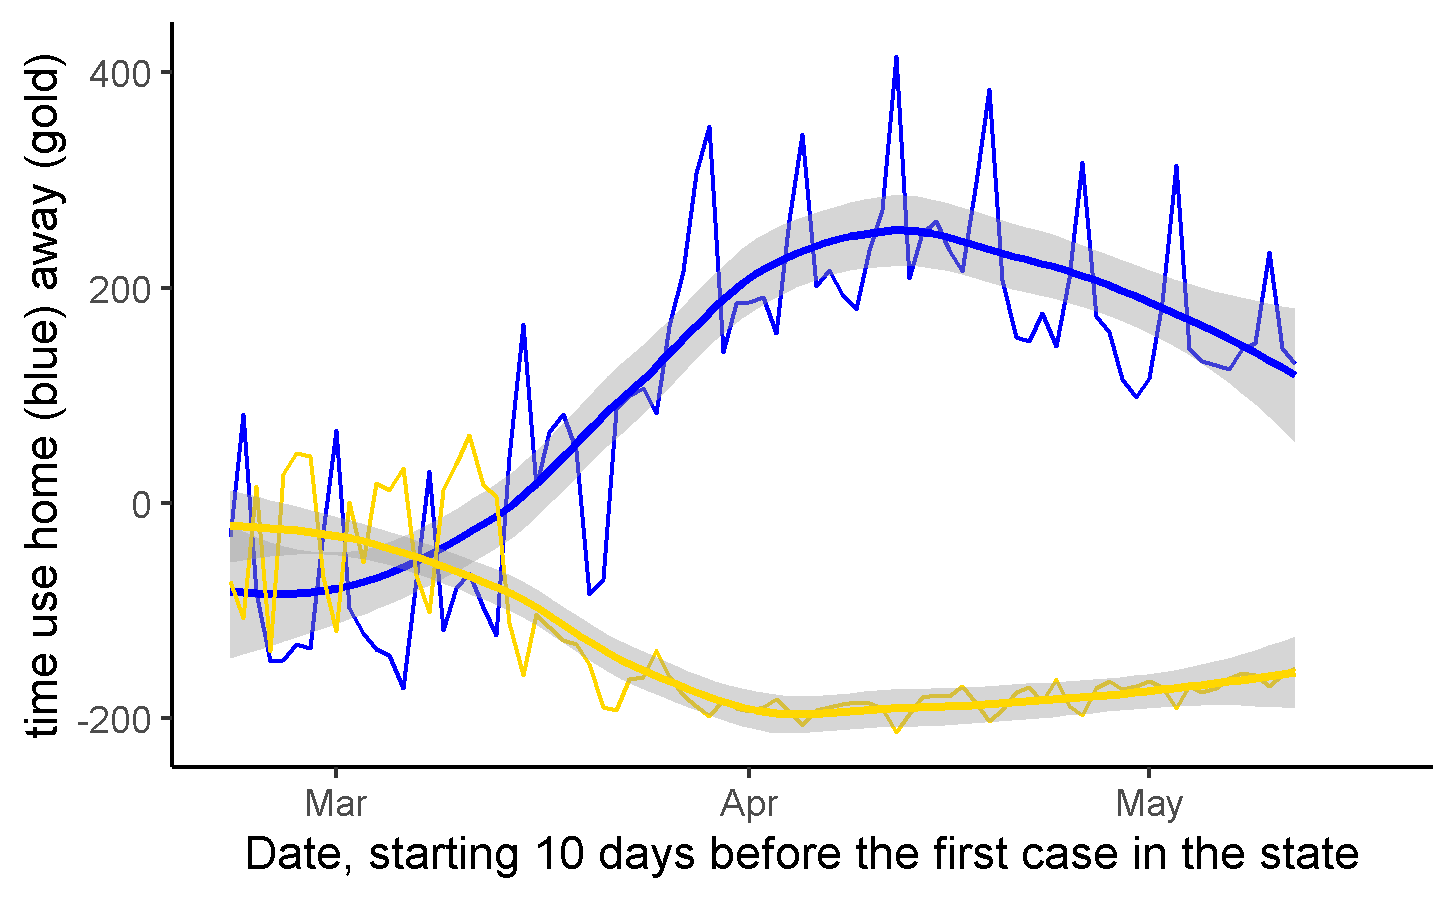 time use home (blue) away (gold)
400
200
0
-200
Mar
Apr
May
Date, starting 10 days before the first case in the state